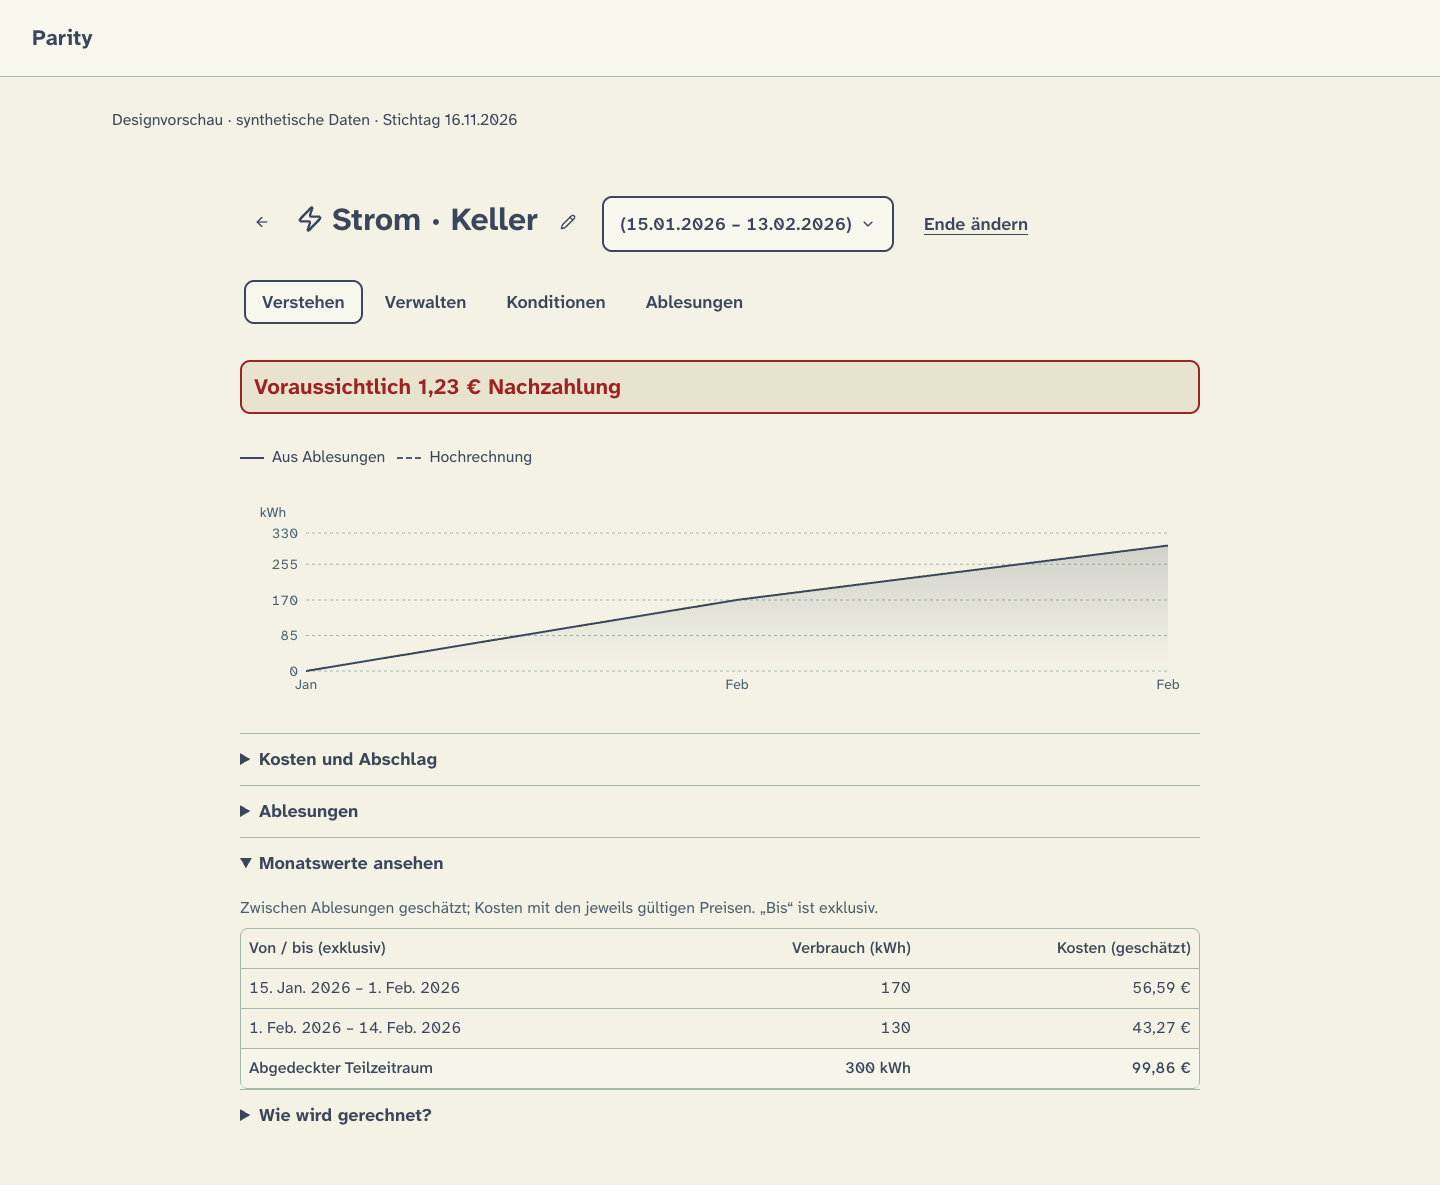 Parity
Designvorschau · synthetische Daten · Stichtag 16.11.2026
Strom · Keller
(15.01.2026 – 13.02.2026)
Ende ändern
Verstehen Verwalten Konditionen Ablesungen
Voraussichtlich 1,23 € Nachzahlung
Aus Ablesungen Hochrechnung
kWh
330
255
170
85
0
Jan Feb Feb
Kosten und Abschlag
Ablesungen
Monatswerte ansehen
Zwischen Ablesungen geschätzt; Kosten mit den jeweils gültigen Preisen. „Bis“ ist exklusiv.
Von / bis (exklusiv) Verbrauch (kWh) Kosten (geschätzt)
15. Jan. 2026 – 1. Feb. 2026 170 56,59 €
1. Feb. 2026 – 14. Feb. 2026 130 43,27 €
Abgedeckter Teilzeitraum 300 kWh 99,86 €
Wie wird gerechnet?